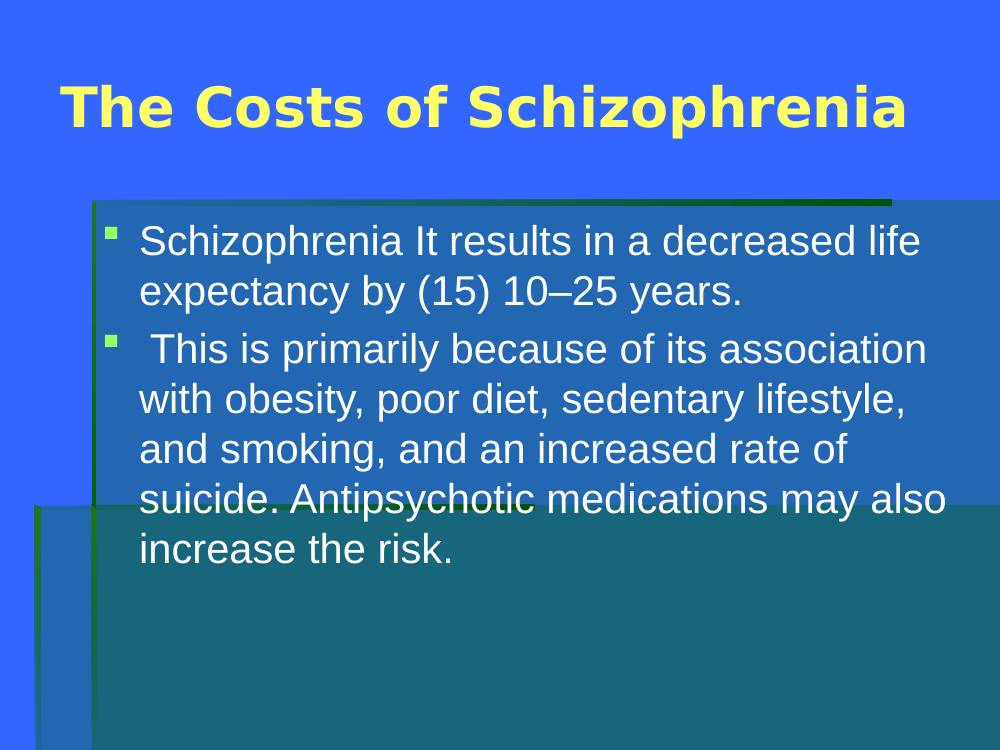 The Costs of Schizophrenia
Schizophrenia It results in a decreased life
expectancy by (15) 10–25 years.
This is primarily because of its association
with obesity, poor diet, sedentary lifestyle,
and smoking, and an increased rate of
suicide. Antipsychotic medications may also
increase the risk.